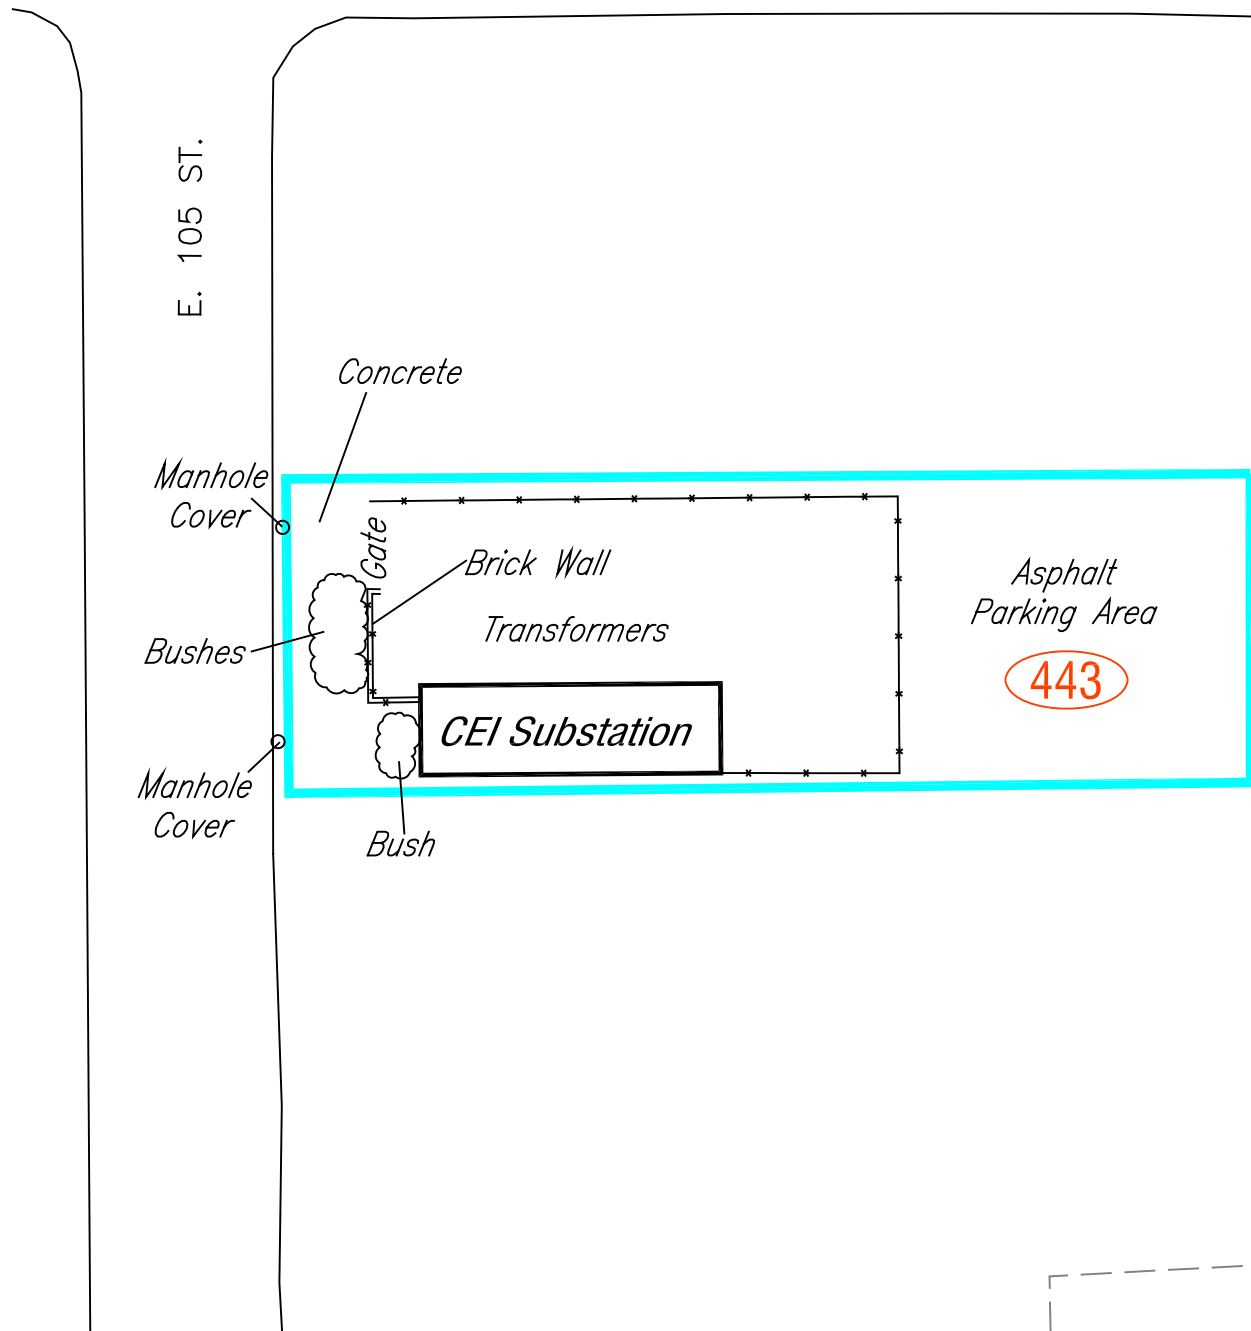 E. 105 ST.
Concrete
Manhole
Cover
Gate
Brick Wall
Asphalt
Parking Area
Transformers
Bushes
443
CEI Substation
Manhole
Cover
Bush